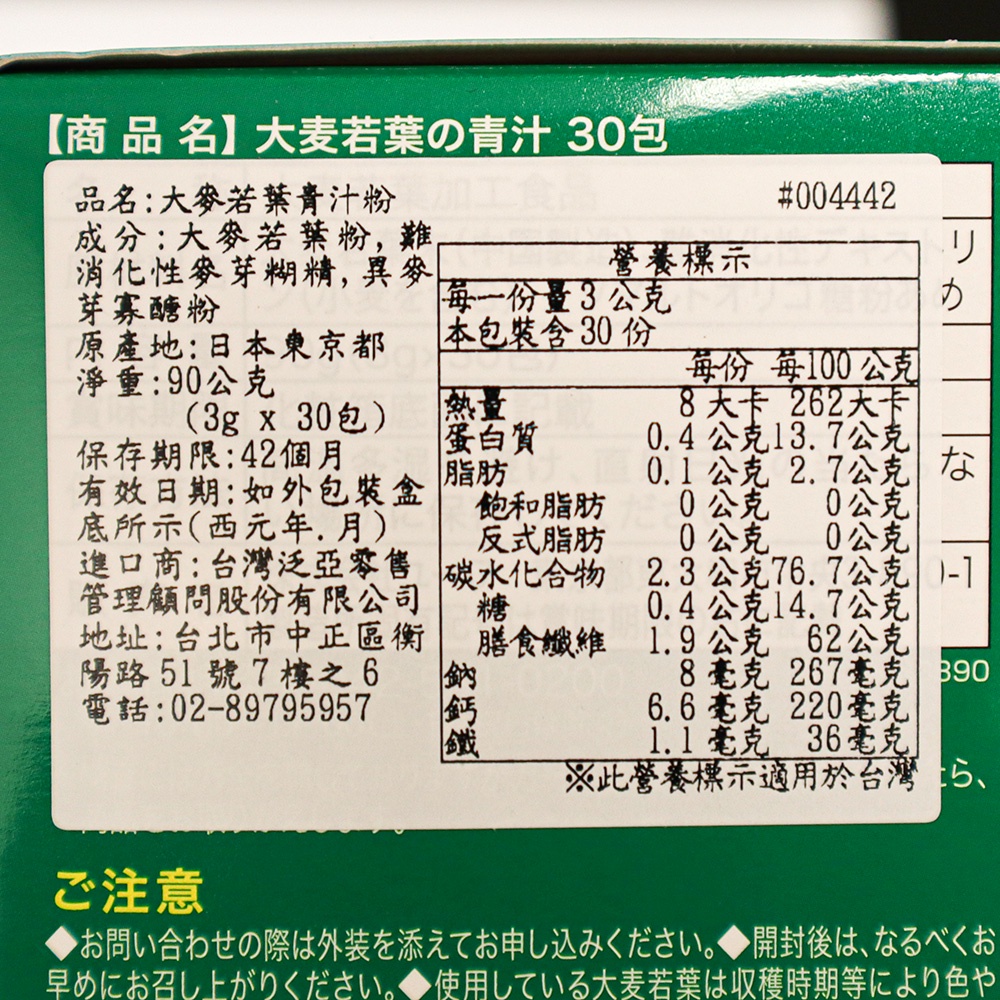 【商品名】大麦若葉の青汁 30包
#004442
品名:大麥若葉青汁粉
成分:大麥若葉粉,難
消化性麥芽糊精,異麥
芽寡醣粉
原產地:日本東京都
淨重:90公克
(3g x 30包)
保存期限:42個月
有效日期:如外包裝盒
底所示(西元年.月)
進口商:台灣泛亞零售
管理顧問股份有限公司
地址:台北市中正區衡
陽路51號7樓之6
電話:02-89795957
營養標示
每一份量3公克
本包裝含30份
每份 每100公克
熱量 8大卡 262大卡
蛋白質 0.4公克 13.7公克
脂肪 0.1公克 2.7公克
飽和脂肪 0公克 0公克
反式脂肪 0公克 0公克
碳水化合物 2.3公克 76.7公克
糖 0.4公克 14.7公克
膳食纖維 1.9公克 62公克
鈉 8毫克 267毫克
鈣 6.6毫克 220毫克
鐵 1.1毫克 36毫克
※此營養標示適用於台灣
リ
め
な
-1
890
ら、
ご注意
◆お問い合わせの際は外装を添えてお申し込みください。◆開封後は、なるべくお
早めにお召し上がりください。◆使用している大麦若葉は収穫時期等により色や